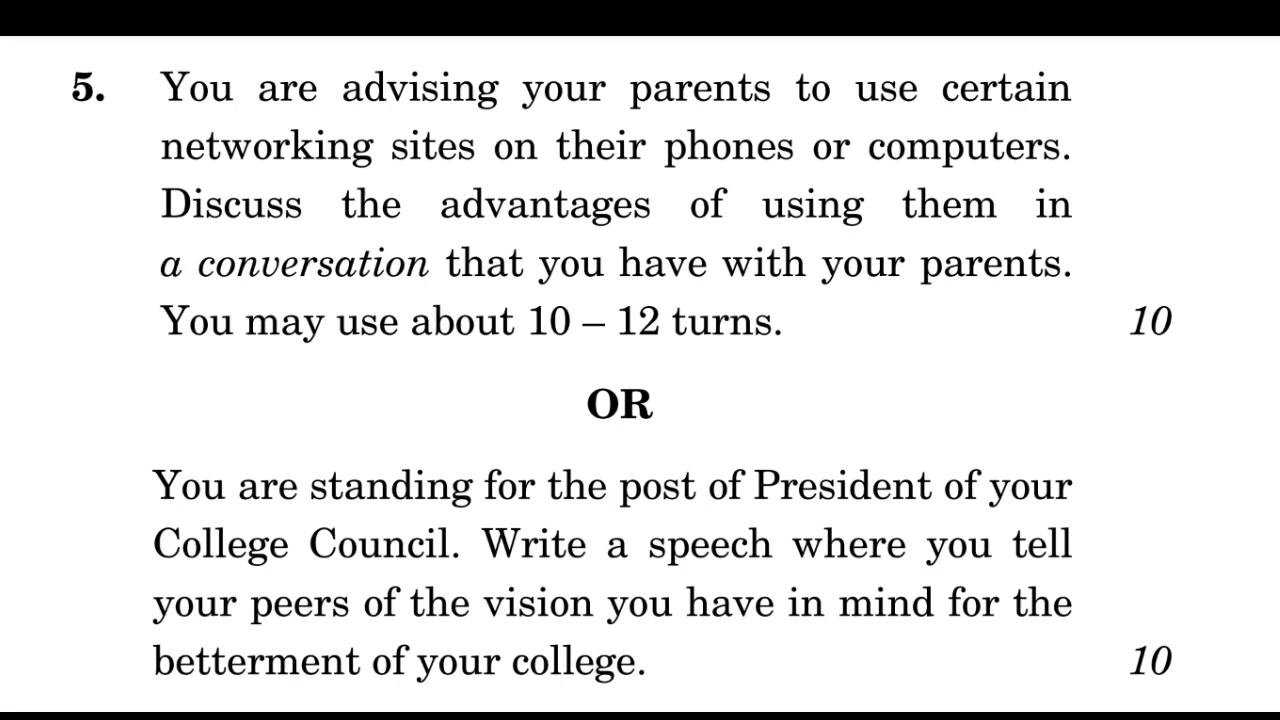 5. You are advising your parents to use certain
networking sites on their phones or computers.
Discuss the advantages of using them in
a conversation that you have with your parents.
You may use about 10 – 12 turns. 10
OR
You are standing for the post of President of your
College Council. Write a speech where you tell
your peers of the vision you have in mind for the
betterment of your college. 10